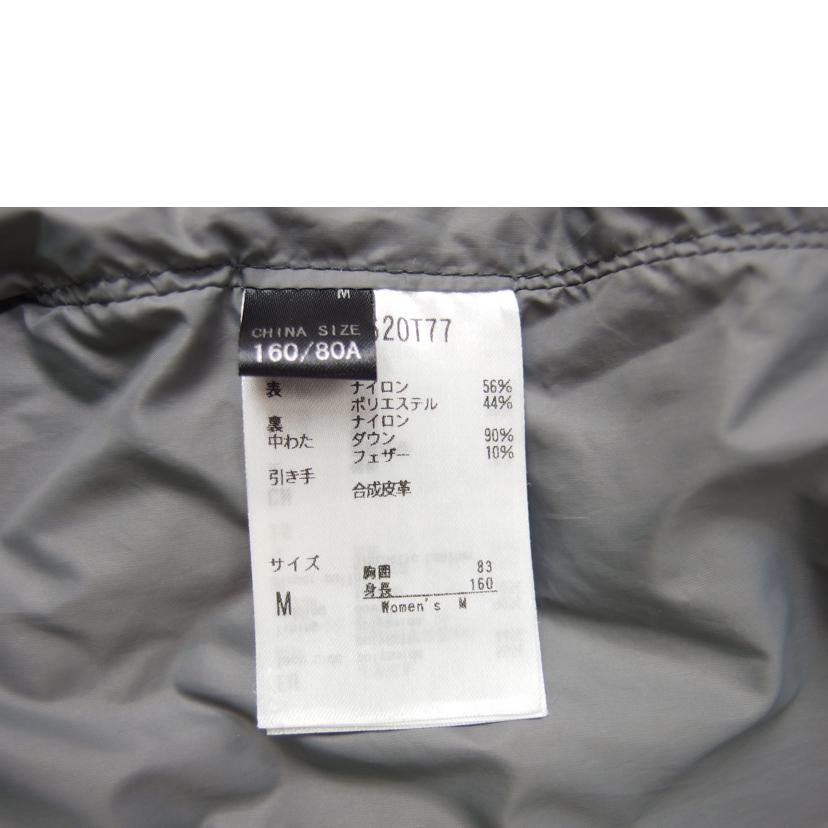 M
CHINA SIZE
160/80A
S20T77
表 ナイロン 56%
ポリエステル 44%
裏 ナイロン
中わた ダウン 90%
フェザー 10%
引き手 合成皮革
サイズ 胸囲 83
身長 160
M Women's M